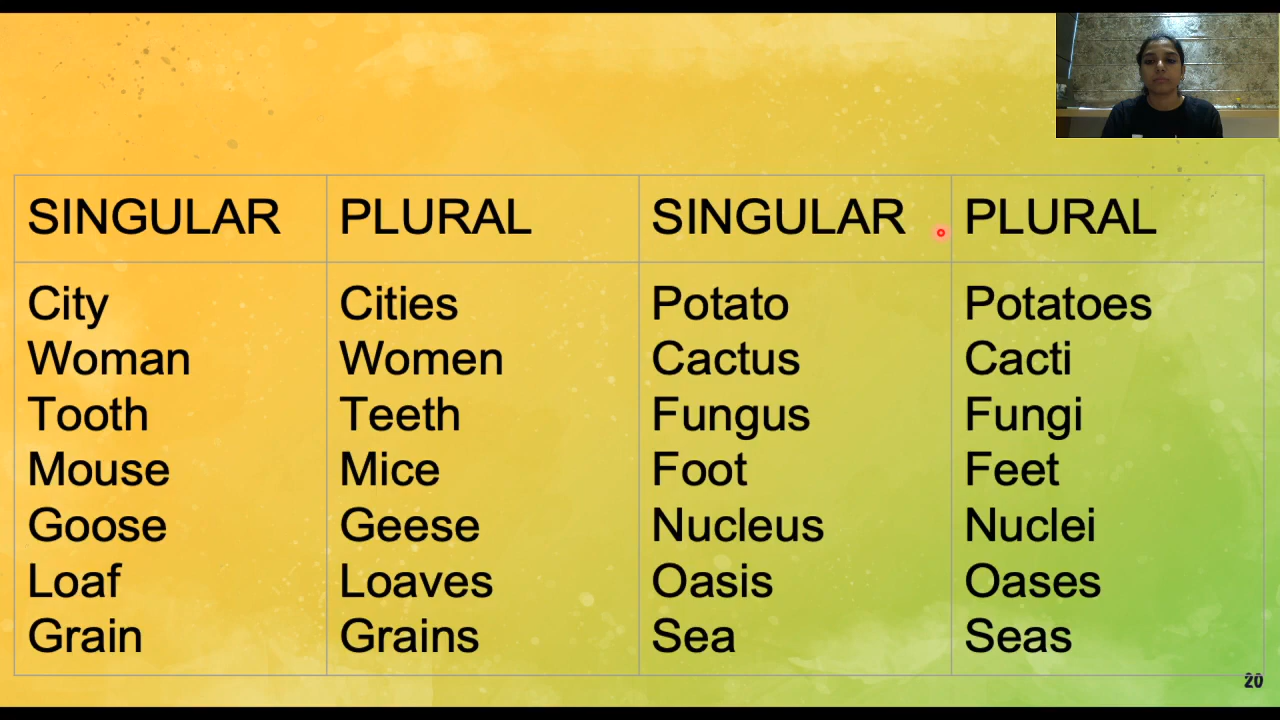 SINGULAR PLURAL SINGULAR PLURAL
City Cities Potato Potatoes
Woman Women Cactus Cacti
Tooth Teeth Fungus Fungi
Mouse Mice Foot Feet
Goose Geese Nucleus Nuclei
Loaf Loaves Oasis Oases
Grain Grains Sea Seas
20